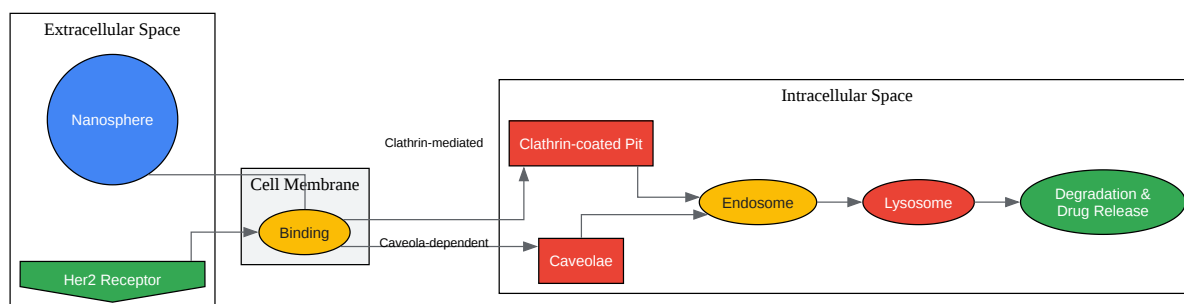 Extracellular Space
Nanosphere
Her2 Receptor
Cell Membrane
Binding
Clathrin-mediated
Caveola-dependent
Intracellular Space
Clathrin-coated Pit
Caveolae
Endosome
Lysosome
Degradation &
Drug Release